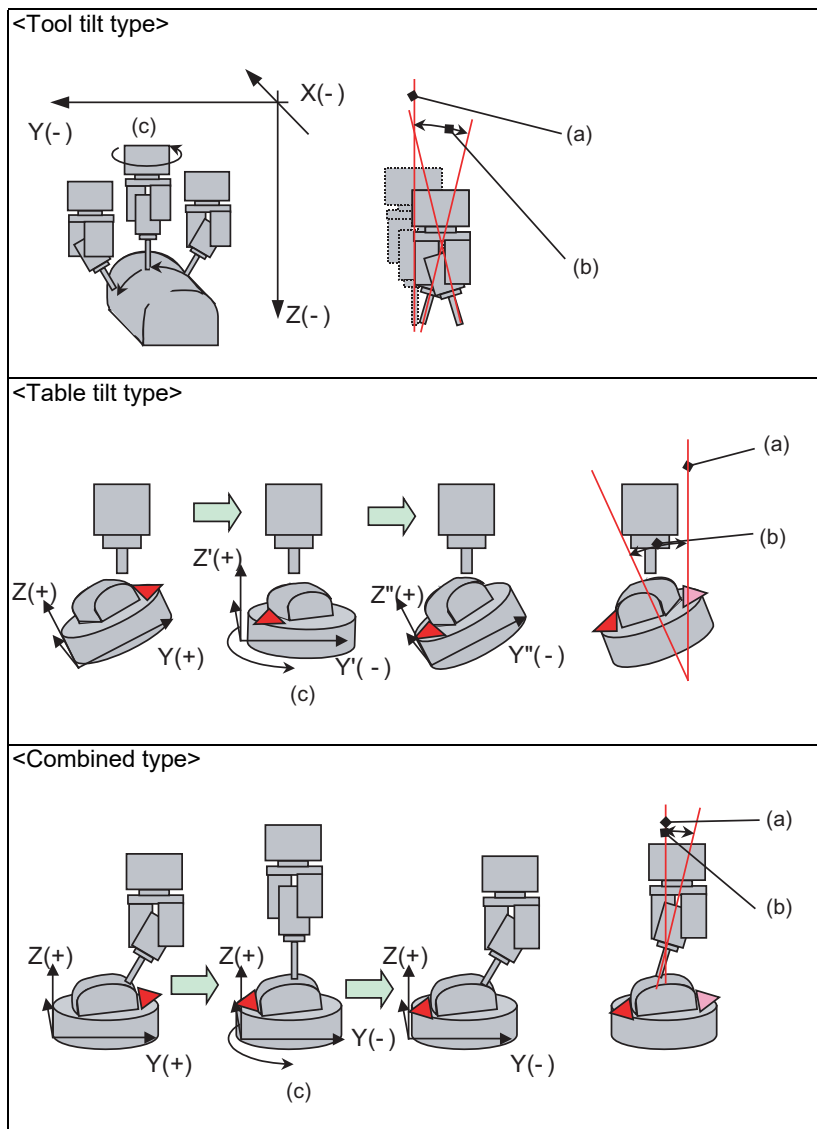 <Tool tilt type>
X(-)
Y(-)
(c)
(a)
(b)
Z(-)
<Table tilt type>
(a)
(b)
Z(+)
Z'(+)
Z"(+)
Y(+)
Y'(-)
Y"(-)
(c)
<Combined type>
(a)
(b)
Z(+)
Z(+)
Z(+)
Y(+)
Y(-)
Y(-)
(c)